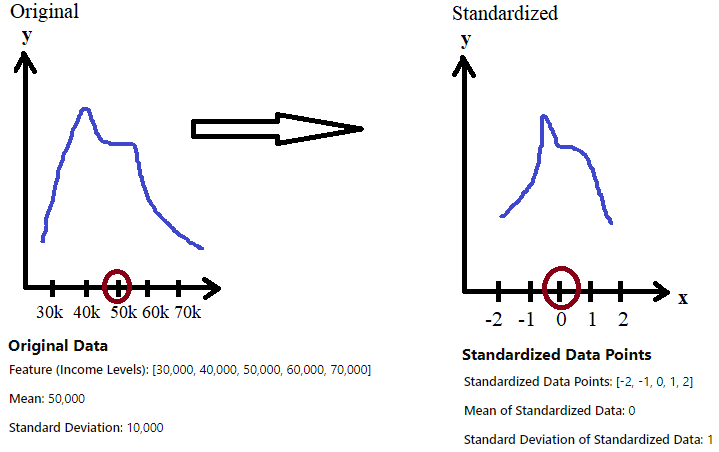 Original
y
30k 40k 50k 60k 70k
Original Data
Feature (Income Levels): [30,000, 40,000, 50,000, 60,000, 70,000]
Mean: 50,000
Standard Deviation: 10,000
Standardized
y
x
-2 -1 0 1 2
Standardized Data Points
Standardized Data Points: [-2, -1, 0, 1, 2]
Mean of Standardized Data: 0
Standard Deviation of Standardized Data: 1